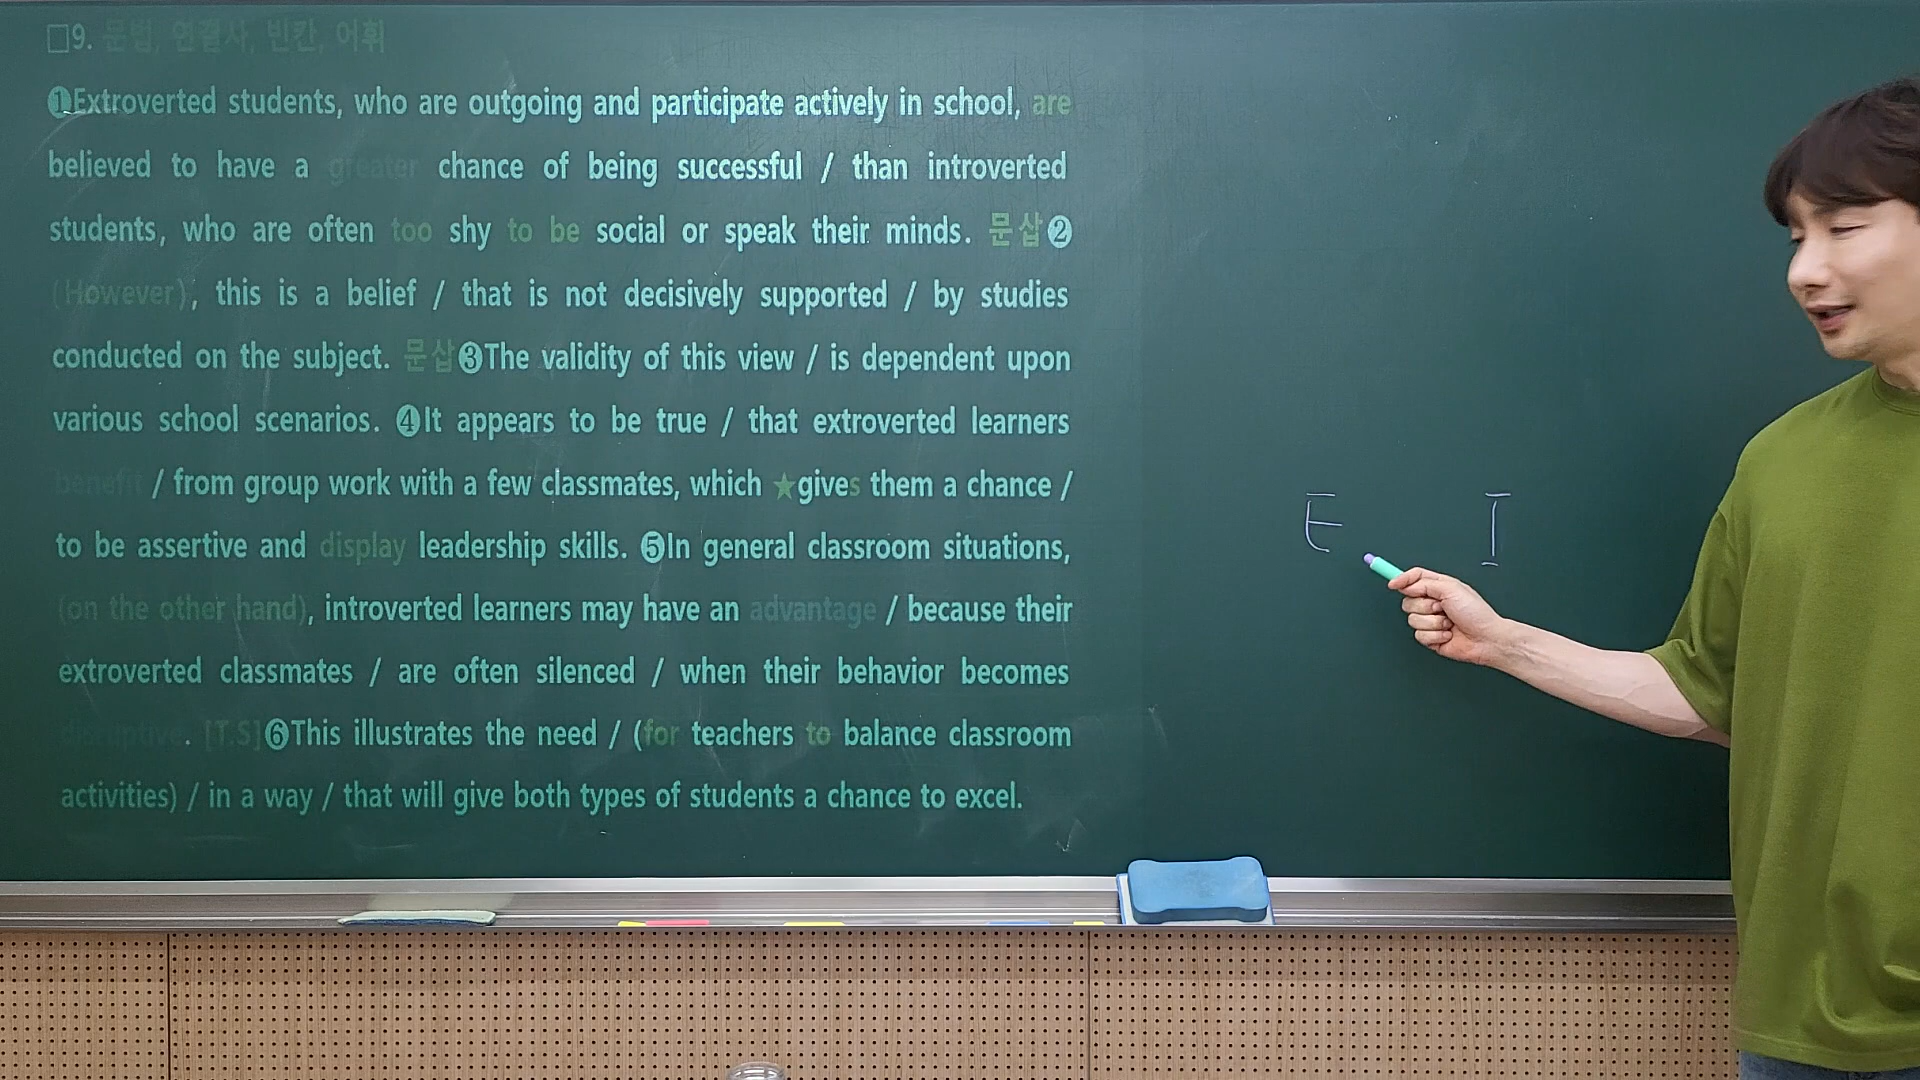 □9. 문법, 연결사, 빈칸, 어휘
❶Extroverted students, who are outgoing and participate actively in school, are
believed to have a greater chance of being successful / than introverted
students, who are often too shy to be social or speak their minds. 문삽❷
(However), this is a belief / that is not decisively supported / by studies
conducted on the subject. 문삽❸The validity of this view / is dependent upon
various school scenarios. ❹It appears to be true / that extroverted learners
benefit / from group work with a few classmates, which ★gives them a chance /
to be assertive and display leadership skills. ❺In general classroom situations,
(on the other hand), introverted learners may have an advantage / because their
extroverted classmates / are often silenced / when their behavior becomes
disruptive. [T.S]❻This illustrates the need / (for teachers to balance classroom
activities) / in a way / that will give both types of students a chance to excel.
E I